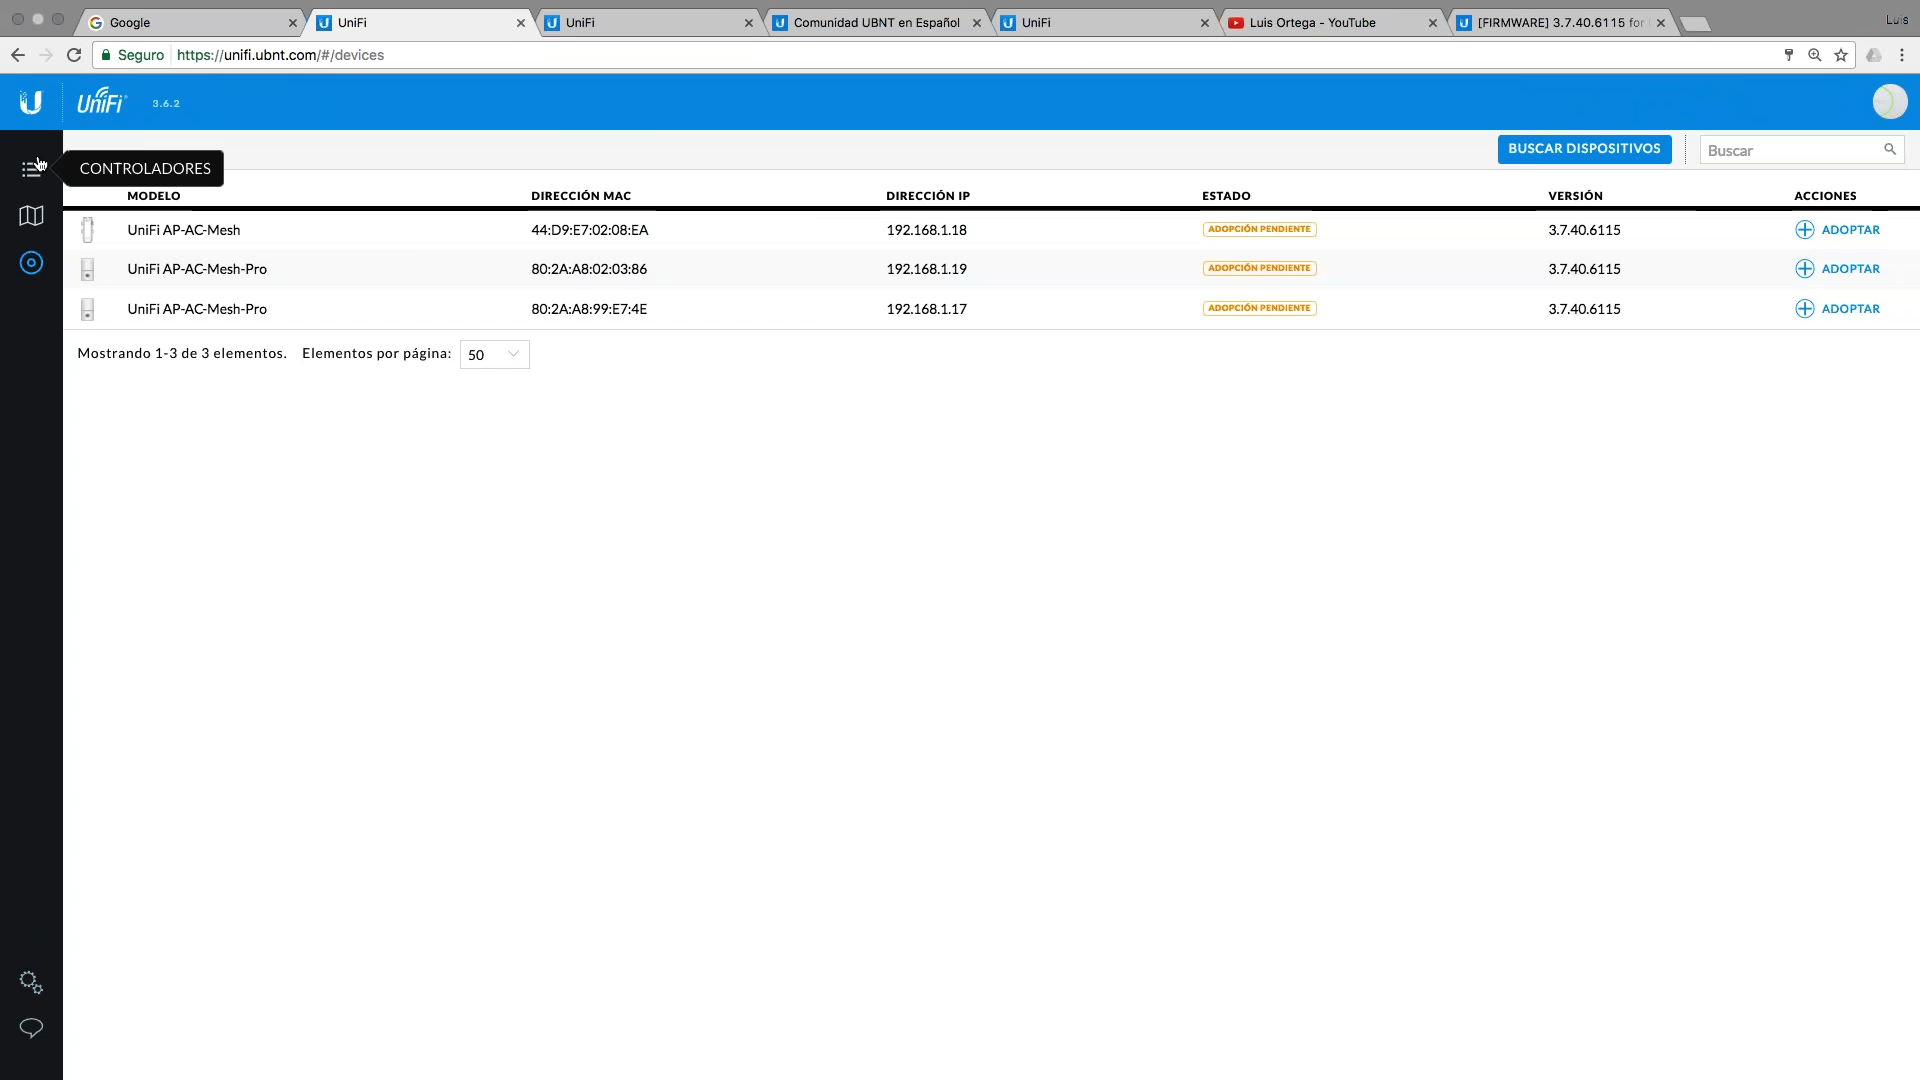 Google
UniFi
UniFi
Comunidad UBNT en Español
UniFi
Luis Ortega - YouTube
[FIRMWARE] 3.7.40.6115 for
Luis
Seguro https://unifi.ubnt.com/#/devices
UniFi 3.6.2
CONTROLADORES
BUSCAR DISPOSITIVOS
Buscar
MODELO DIRECCIÓN MAC DIRECCIÓN IP ESTADO VERSIÓN ACCIONES
UniFi AP-AC-Mesh 44:D9:E7:02:08:EA 192.168.1.18 ADOPCIÓN PENDIENTE 3.7.40.6115 ADOPTAR
UniFi AP-AC-Mesh-Pro 80:2A:A8:02:03:86 192.168.1.19 ADOPCIÓN PENDIENTE 3.7.40.6115 ADOPTAR
UniFi AP-AC-Mesh-Pro 80:2A:A8:99:E7:4E 192.168.1.17 ADOPCIÓN PENDIENTE 3.7.40.6115 ADOPTAR
Mostrando 1-3 de 3 elementos. Elementos por página: 50